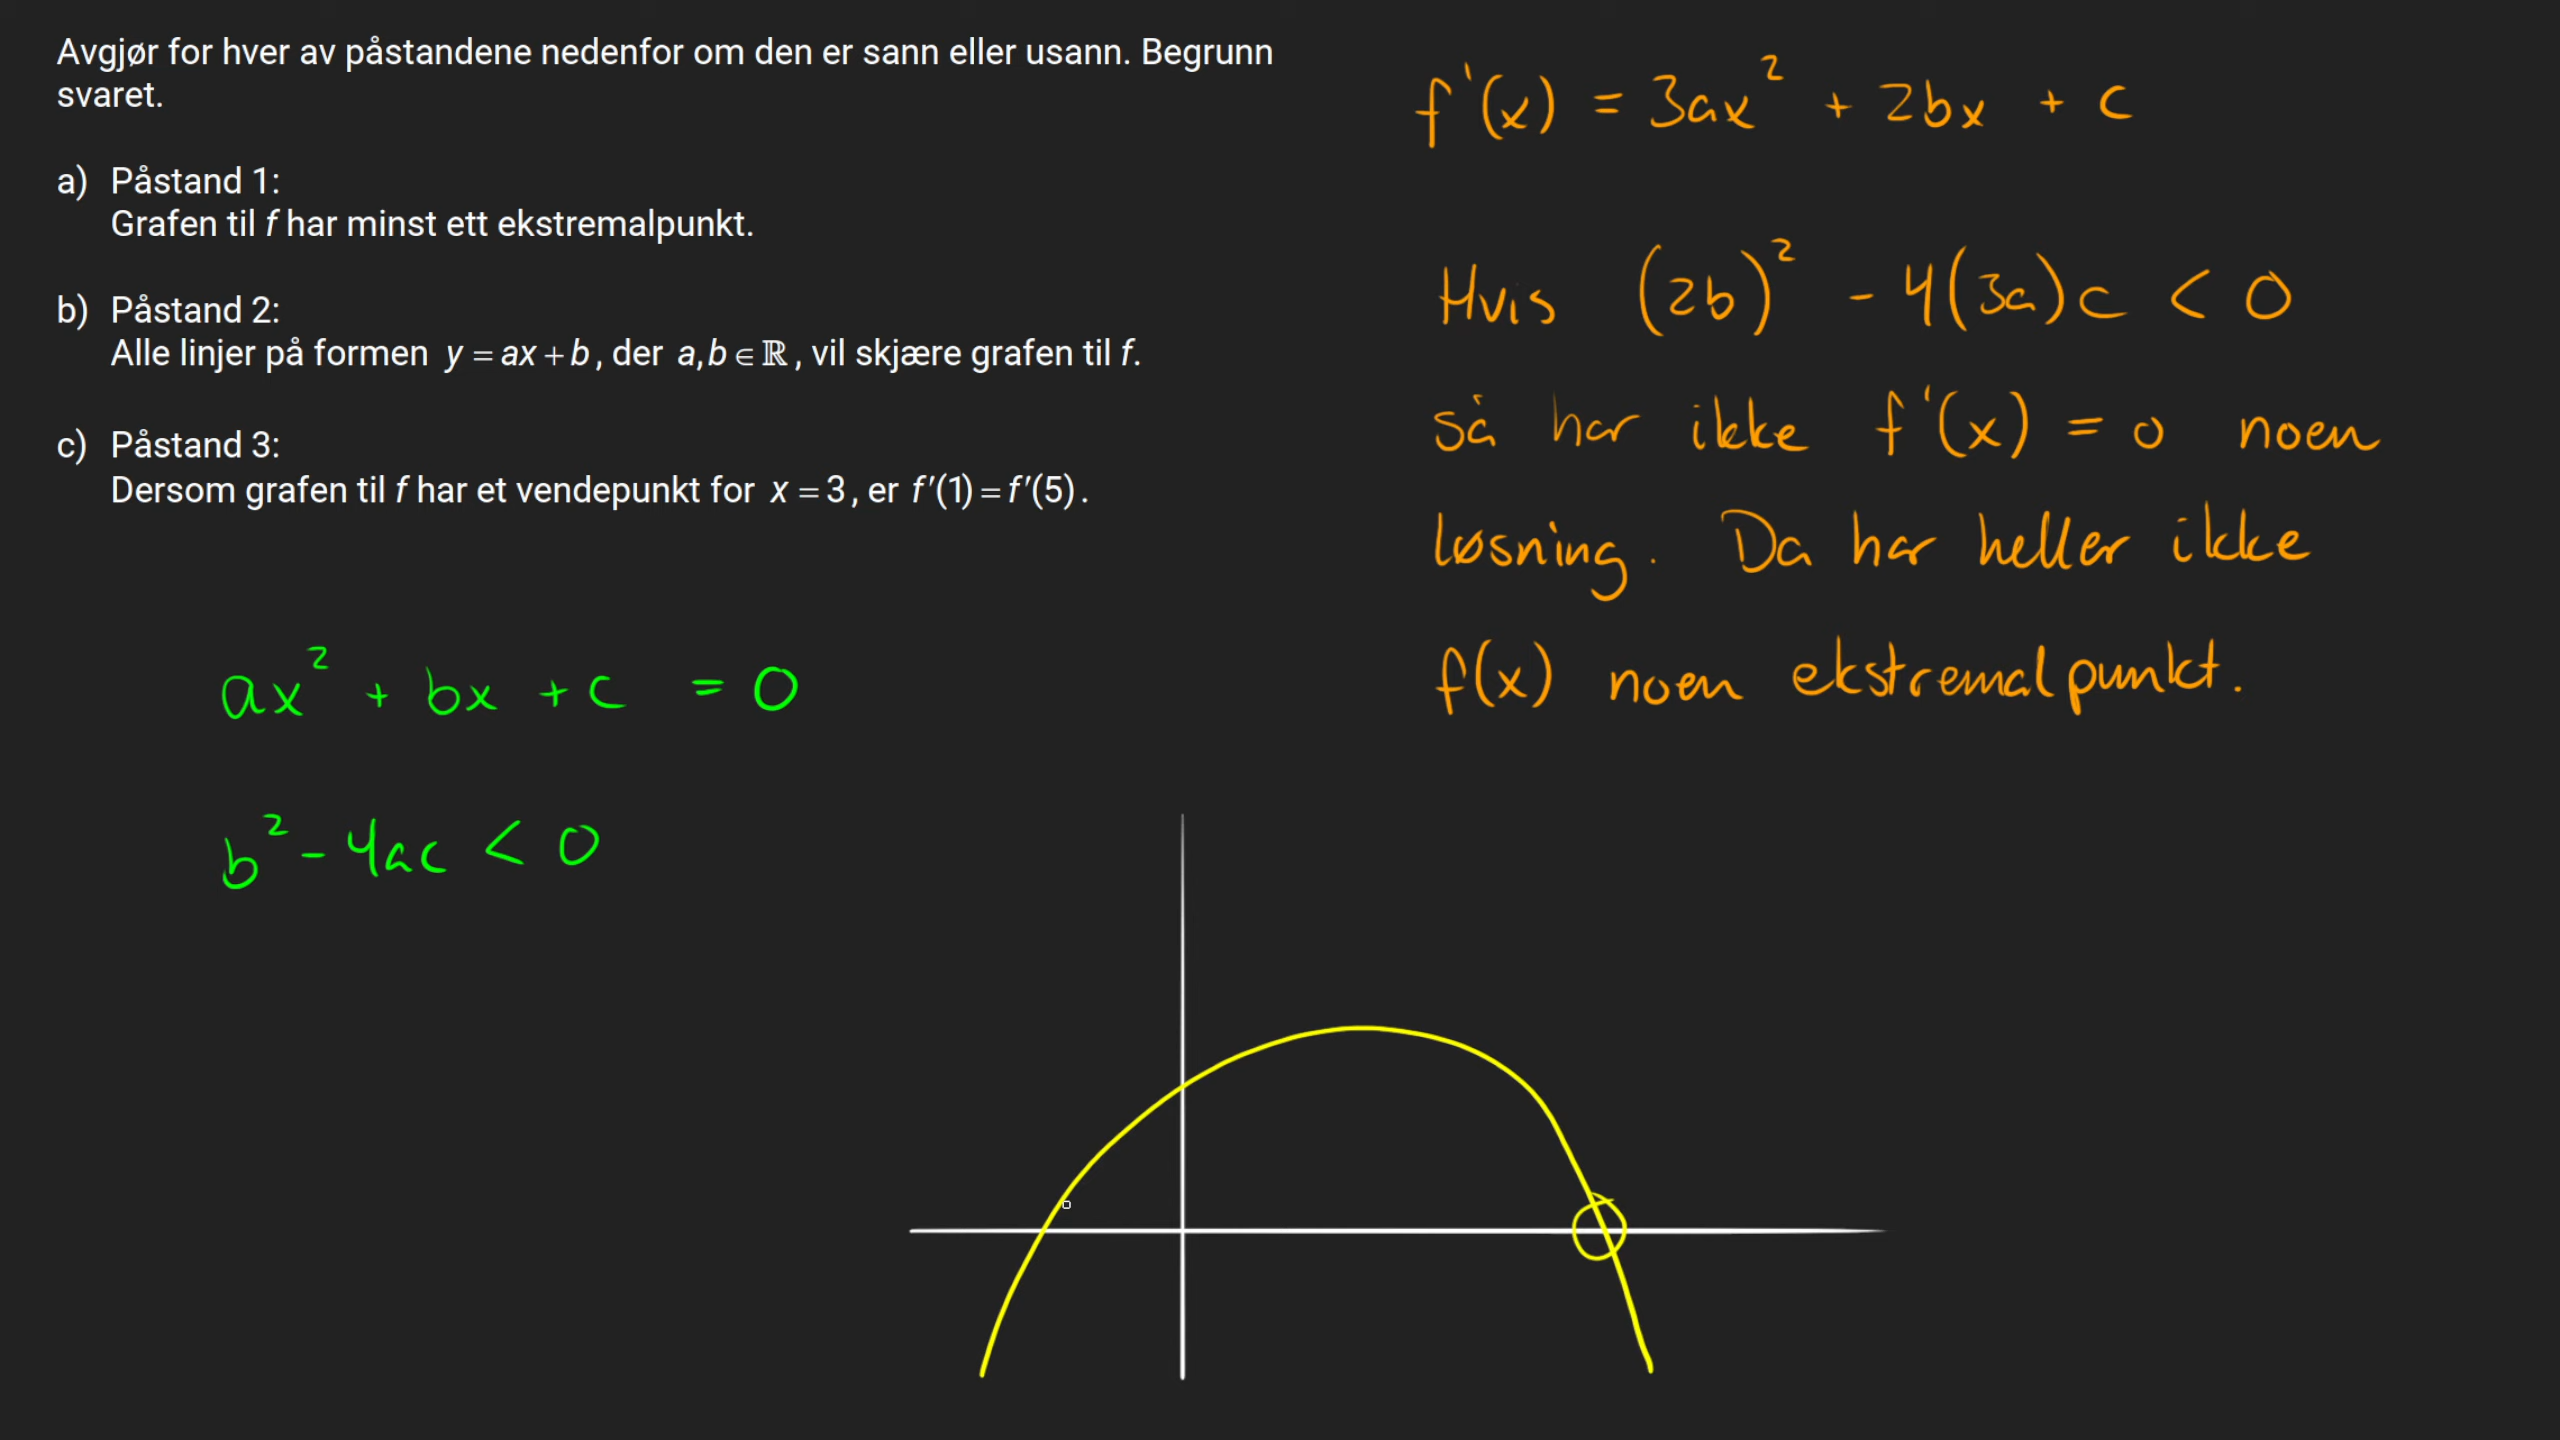 Avgjør for hver av påstandene nedenfor om den er sann eller usann. Begrunn
svaret.
a) Påstand 1:
Grafen til f har minst ett ekstremalpunkt.
b) Påstand 2:
Alle linjer på formen y = ax + b, der a, b ∈ ℝ, vil skjære grafen til f.
c) Påstand 3:
Dersom grafen til f har et vendepunkt for x = 3, er f′(1) = f′(5).
ax² + bx + c = 0
b² - 4ac < 0
f'(x) = 3ax² + 2bx + c
Hvis (2b)² - 4(3a)c < 0
så har ikke f'(x) = 0 noen
løsning. Da har heller ikke
f(x) noen ekstremalpunkt.